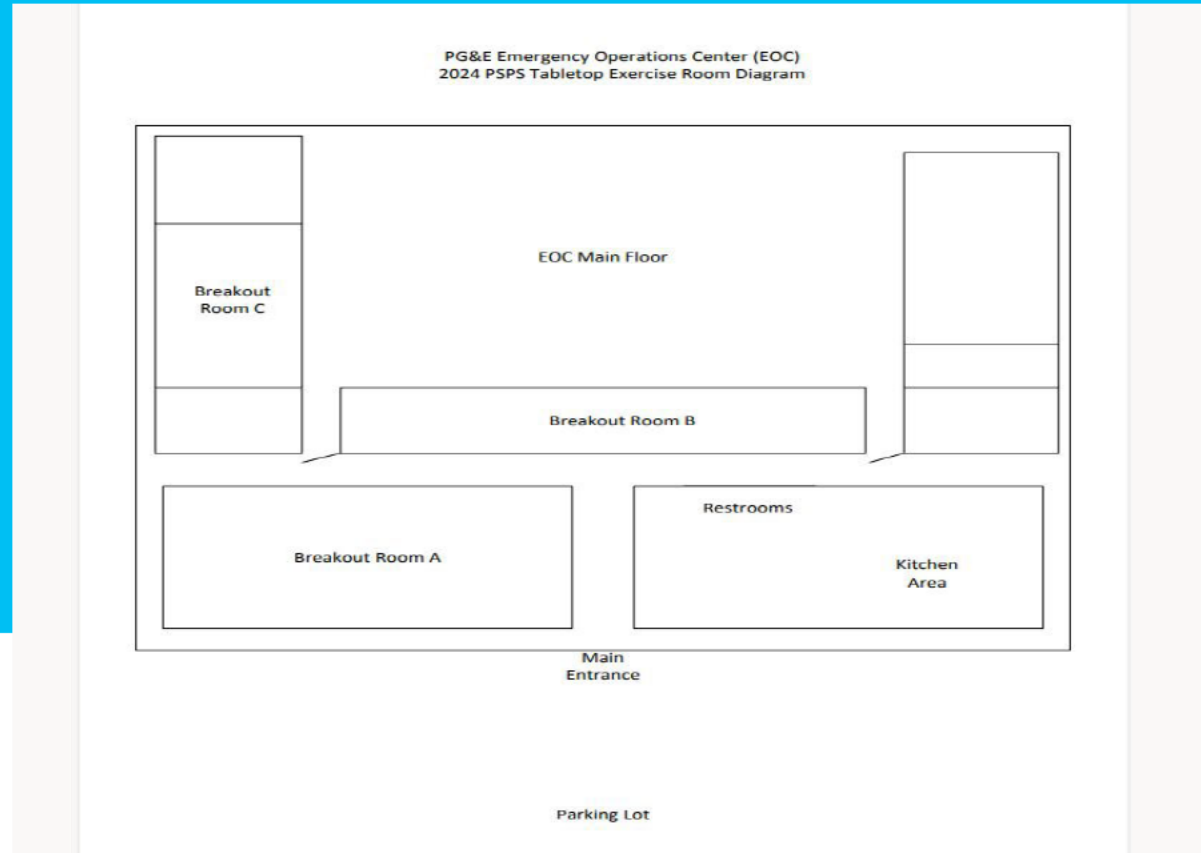 PG&E Emergency Operations Center (EOC)
2024 PSPS Tabletop Exercise Room Diagram
EOC Main Floor
Breakout
Room C
Breakout Room B
Restrooms
Breakout Room A
Kitchen
Area
Main
Entrance
Parking Lot